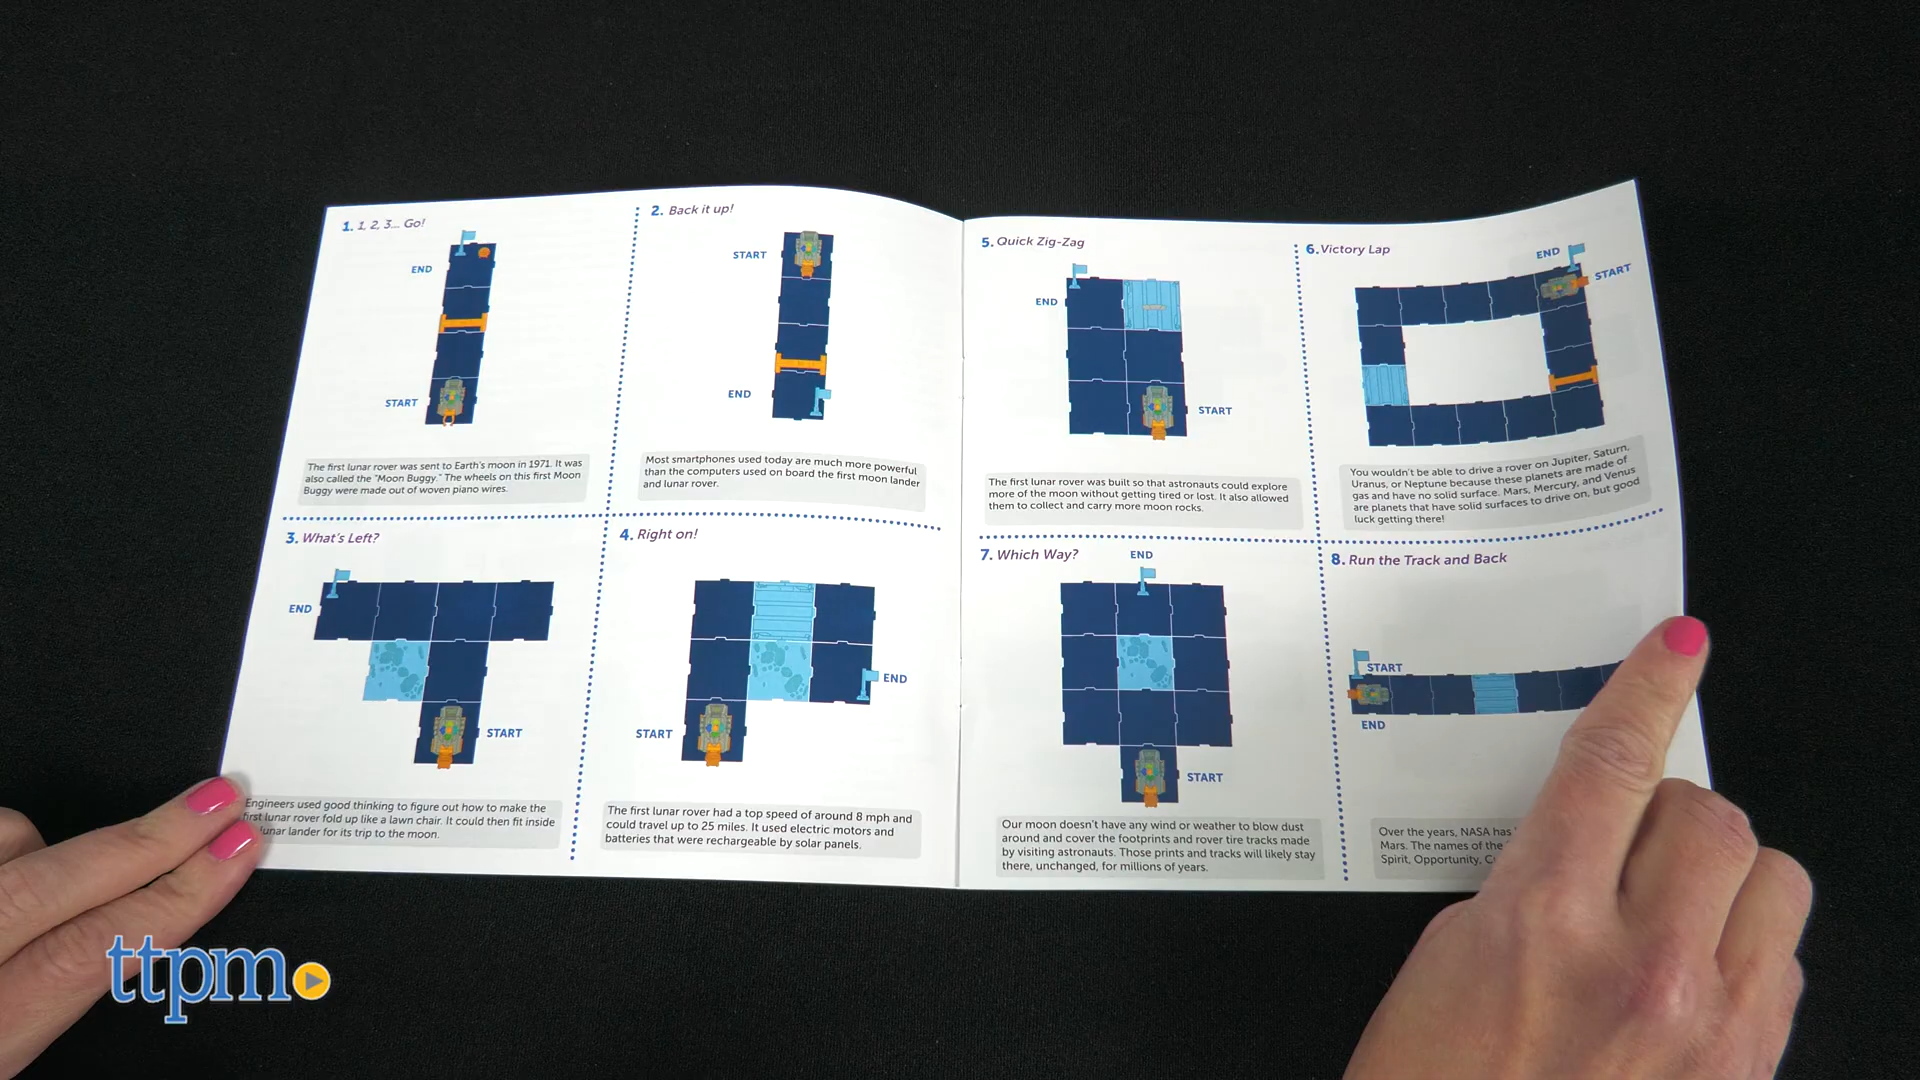 1. 1, 2, 3... Go!
END
START
The first lunar rover was sent to Earth's moon in 1971. It was
also called the "Moon Buggy." The wheels on this first Moon
Buggy were made out of woven piano wires.
2. Back it up!
START
END
Most smartphones used today are much more powerful
than the computers used on board the first moon lander
and lunar rover.
3. What's Left?
END
START
Engineers used good thinking to figure out how to make the
first lunar rover fold up like a lawn chair. It could then fit inside
lunar lander for its trip to the moon.
4. Right on!
END
START
The first lunar rover had a top speed of around 8 mph and
could travel up to 25 miles. It used electric motors and
batteries that were rechargeable by solar panels.
5. Quick Zig-Zag
END
START
The first lunar rover was built so that astronauts could explore
more of the moon without getting tired or lost. It also allowed
them to collect and carry more moon rocks.
6. Victory Lap
END
START
You wouldn't be able to drive a rover on Jupiter, Saturn,
Uranus, or Neptune because these planets are made of
gas and have no solid surface. Mars, Mercury, and Venus
are planets that have solid surfaces to drive on, but good
luck getting there!
7. Which Way?
END
START
Our moon doesn't have any wind or weather to blow dust
around and cover the footprints and rover tire tracks made
by visiting astronauts. Those prints and tracks will likely stay
there, unchanged, for millions of years.
8. Run the Track and Back
START
END
Over the years, NASA has
Mars. The names of the
Spirit, Opportunity,
ttpm